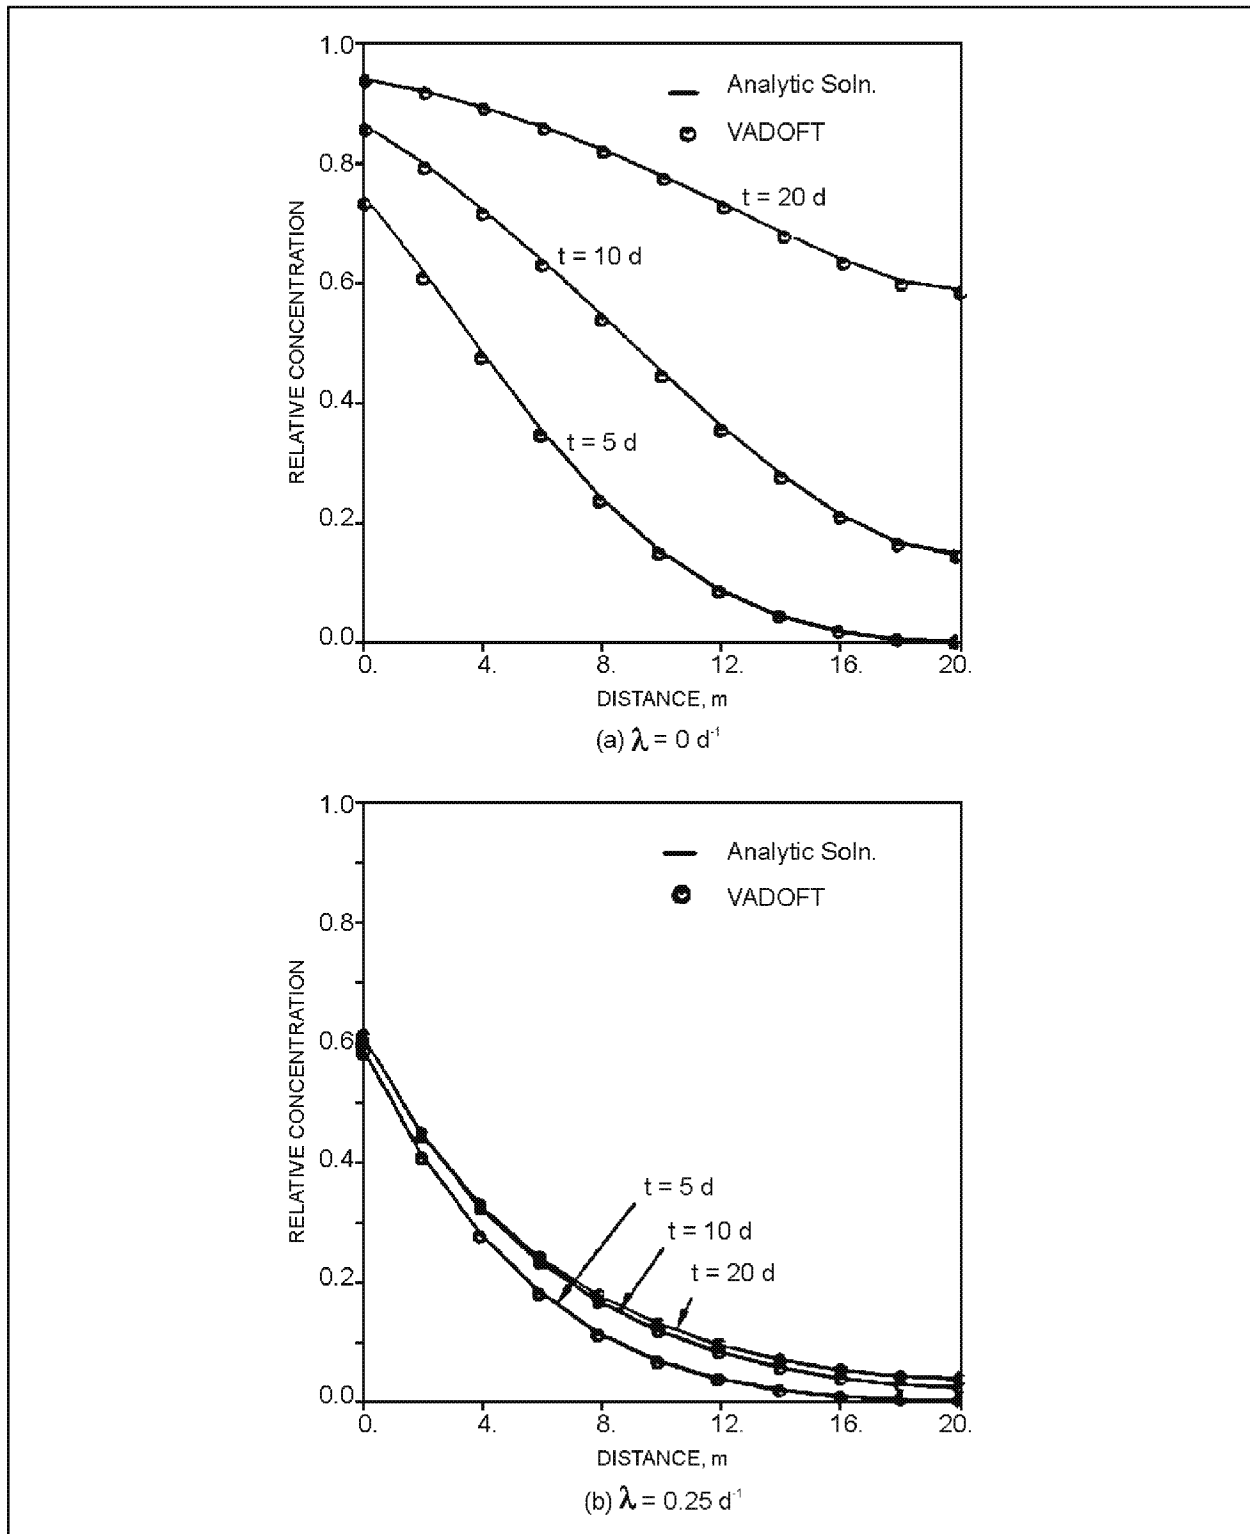 1.0
0.8
0.6
0.4
0.2
0.0
RELATIVE CONCENTRATION
Analytic Soln.
VADOFT
t = 20 d
t = 10 d
t = 5 d
0. 4. 8. 12. 16. 20.
DISTANCE, m
(a) λ = 0 d⁻¹
1.0
0.8
0.6
0.4
0.2
0.0
RELATIVE CONCENTRATION
Analytic Soln.
VADOFT
t = 5 d
t = 10 d
t = 20 d
0. 4. 8. 12. 16. 20.
DISTANCE, m
(b) λ = 0.25 d⁻¹